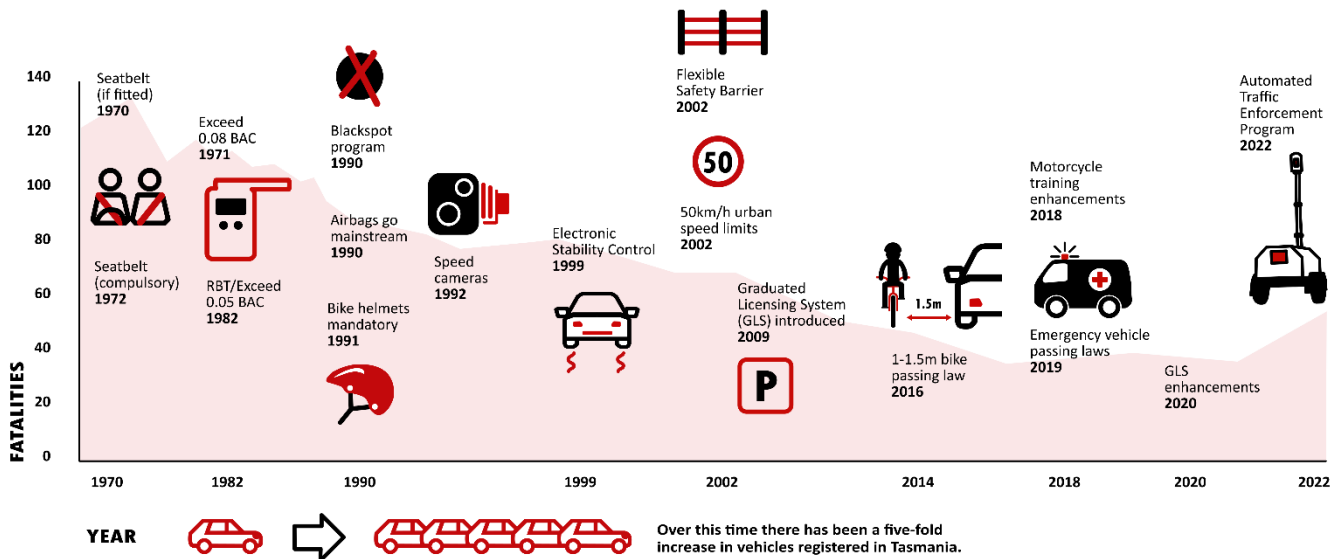 FATALITIES
140
120
100
80
60
40
20
0
Seatbelt
(if fitted)
1970
Seatbelt
(compulsory)
1972
Exceed
0.08 BAC
1971
RBT/Exceed
0.05 BAC
1982
Blackspot
program
1990
Airbags go
mainstream
1990
Bike helmets
mandatory
1991
Speed
cameras
1992
Electronic
Stability Control
1999
Flexible
Safety Barrier
2002
50
50km/h urban
speed limits
2002
Graduated
Licensing System
(GLS) introduced
2009
P
1.5m
1-1.5m bike
passing law
2016
Motorcycle
training
enhancements
2018
Emergency vehicle
passing laws
2019
GLS
enhancements
2020
Automated
Traffic
Enforcement
Program
2022
1970
1982
1990
1999
2002
2014
2018
2020
2022
YEAR
Over this time there has been a five-fold
increase in vehicles registered in Tasmania.